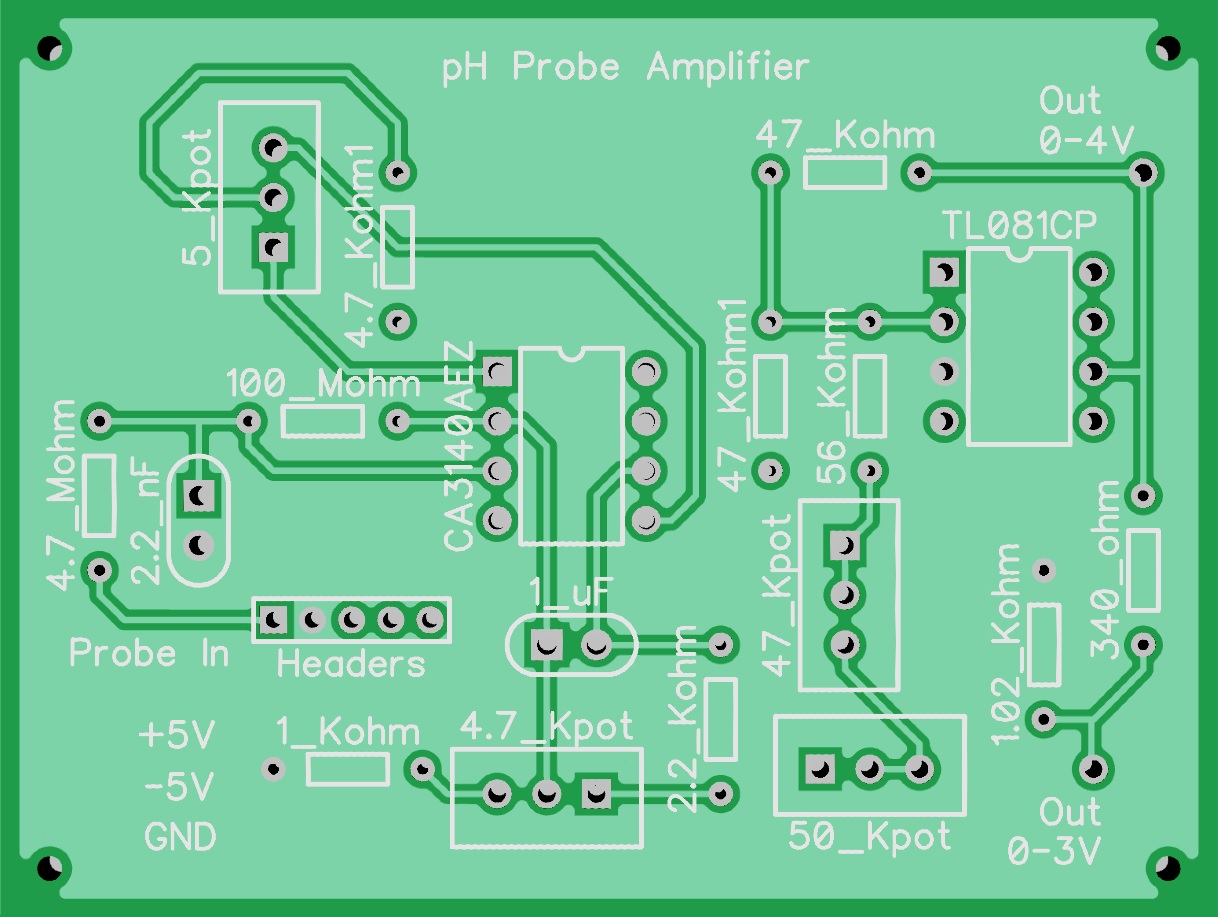 pH Probe Amplifier
Out
0-4V
47_Kohm
5_Kpot
4.7_Kohm1
TL081CP
100_Mohm
CA3140AEZ
47_Kohm1
56_Kohm
4.7_Mohm
2.2_nF
340_ohm
1.02_Kohm
47_Kpot
1_uF
Probe In
Headers
2.2_Kohm
+5V
-5V
GND
1_Kohm
4.7_Kpot
50_Kpot
Out
0-3V